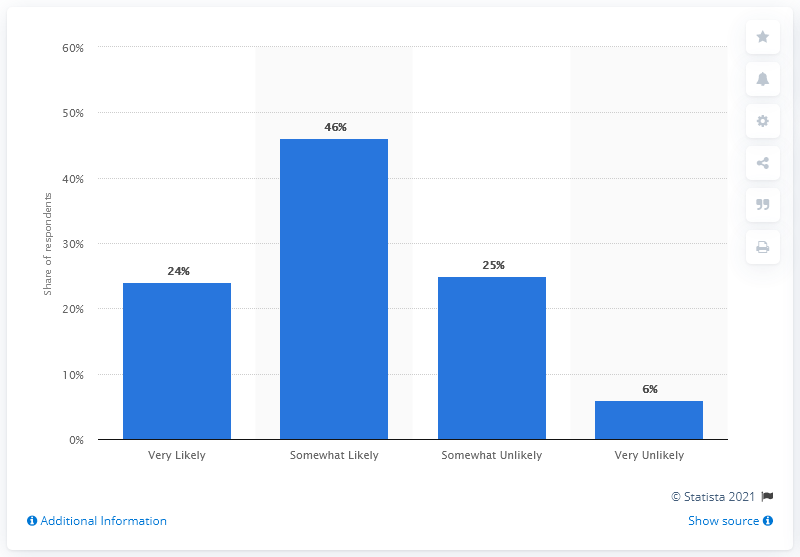 60%
50%
40%
30%
20%
10%
0%
Share of respondents
24%
46%
25%
6%
Very Likely
Somewhat Likely
Somewhat Unlikely
Very Unlikely
© Statista 2021
Additional Information
Show source